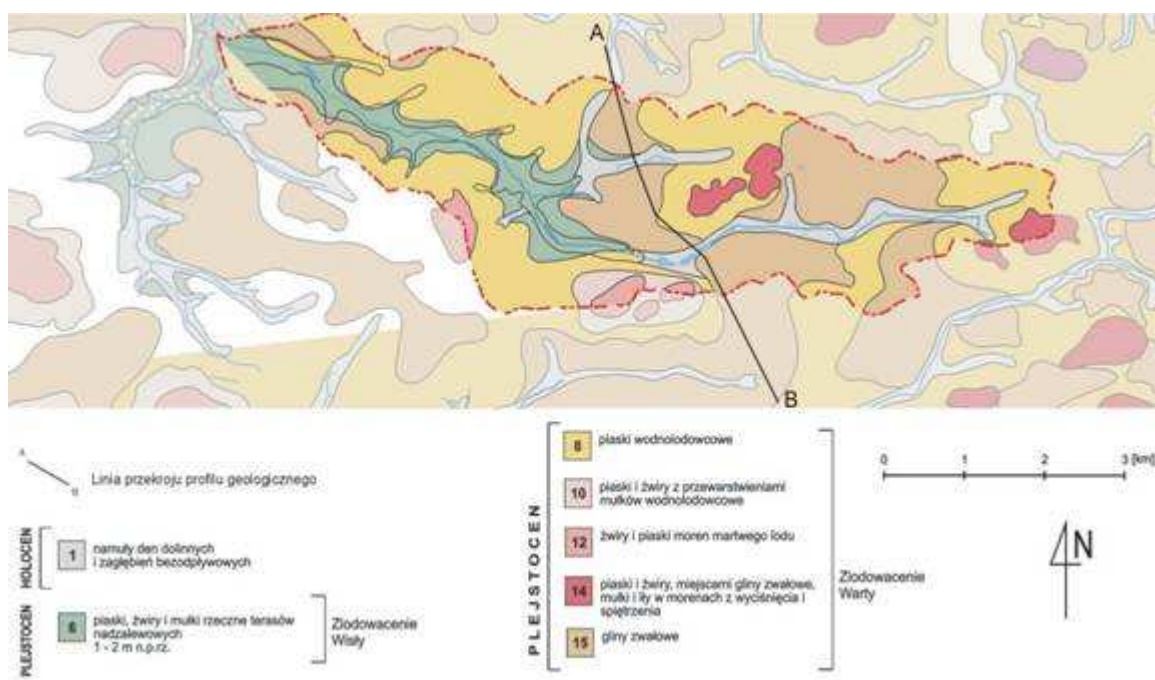 A
B
A
B
Linia przekroju profilu geologicznego
HOLOCEN
1
namuły den dolinnych
i zagłębień bezodpływowych
PLEJSTOCEN
6
piaski, żwiry i mułki rzeczne terasów
nadzalewowych
1 - 2 m n.p.rz.
Zlodowacenie
Wisły
PLEJSTOCEN
8
piaski wodnolodowcowe
10
piaski i żwiry z przewarstwieniami
mułków wodnolodowcowe
12
żwiry i piaski moren martwego lodu
14
piaski i żwiry, miejscami gliny zwałowe,
mułki i iły w morenach z wyciśnięcia i
spiętrzenia
15
gliny zwałowe
Zlodowacenie
Warty
0 1 2 3 [km]
N